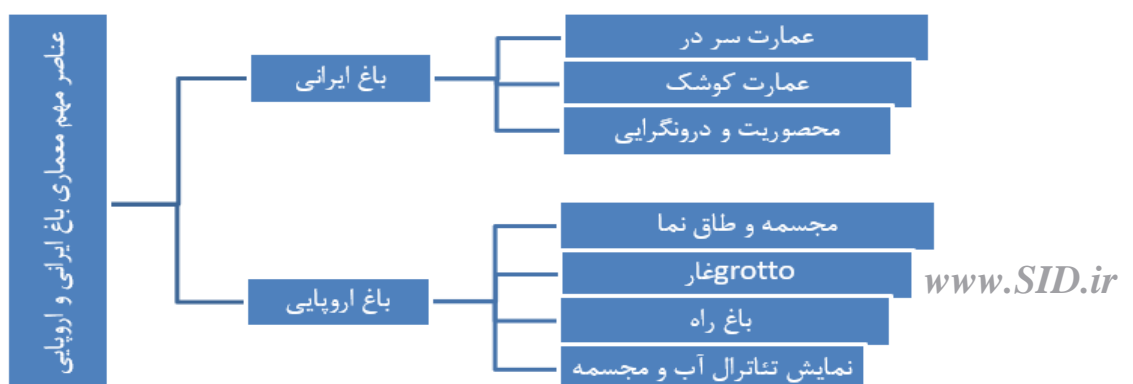 عناصر مهم معماری باغ ایرانی و اروپایی
باغ ایرانی
عمارت سر در
عمارت کوشک
محصوریت و درونگرایی
باغ اروپایی
مجسمه و طاق نما
غارgrotto
باغ راه
نمایش تئاترال آب و مجسمه
www.SID.ir